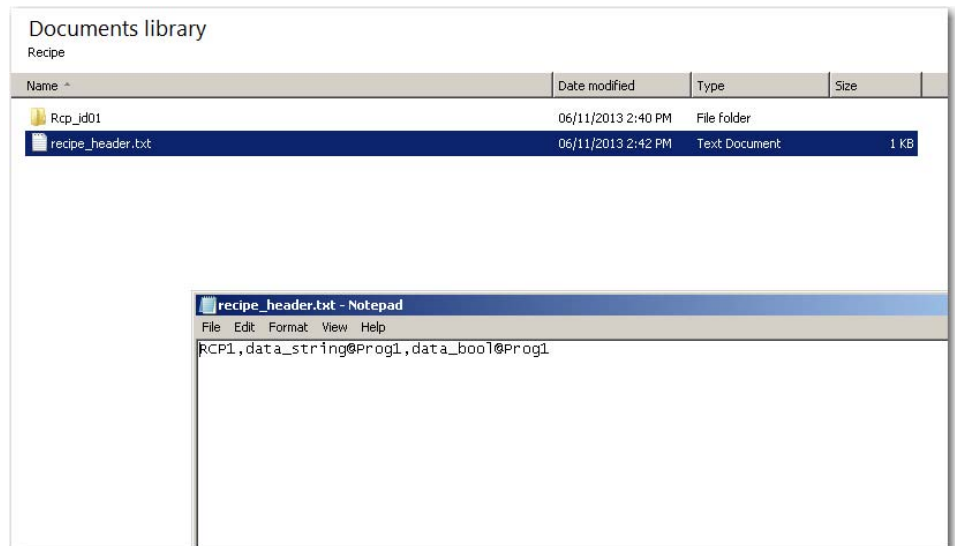 Documents library
Recipe
Name Date modified Type Size
Rcp_id01 06/11/2013 2:40 PM File folder
recipe_header.txt 06/11/2013 2:42 PM Text Document 1 KB
recipe_header.txt - Notepad
File Edit Format View Help
RCP1,data_string@Prog1,data_bool@Prog1